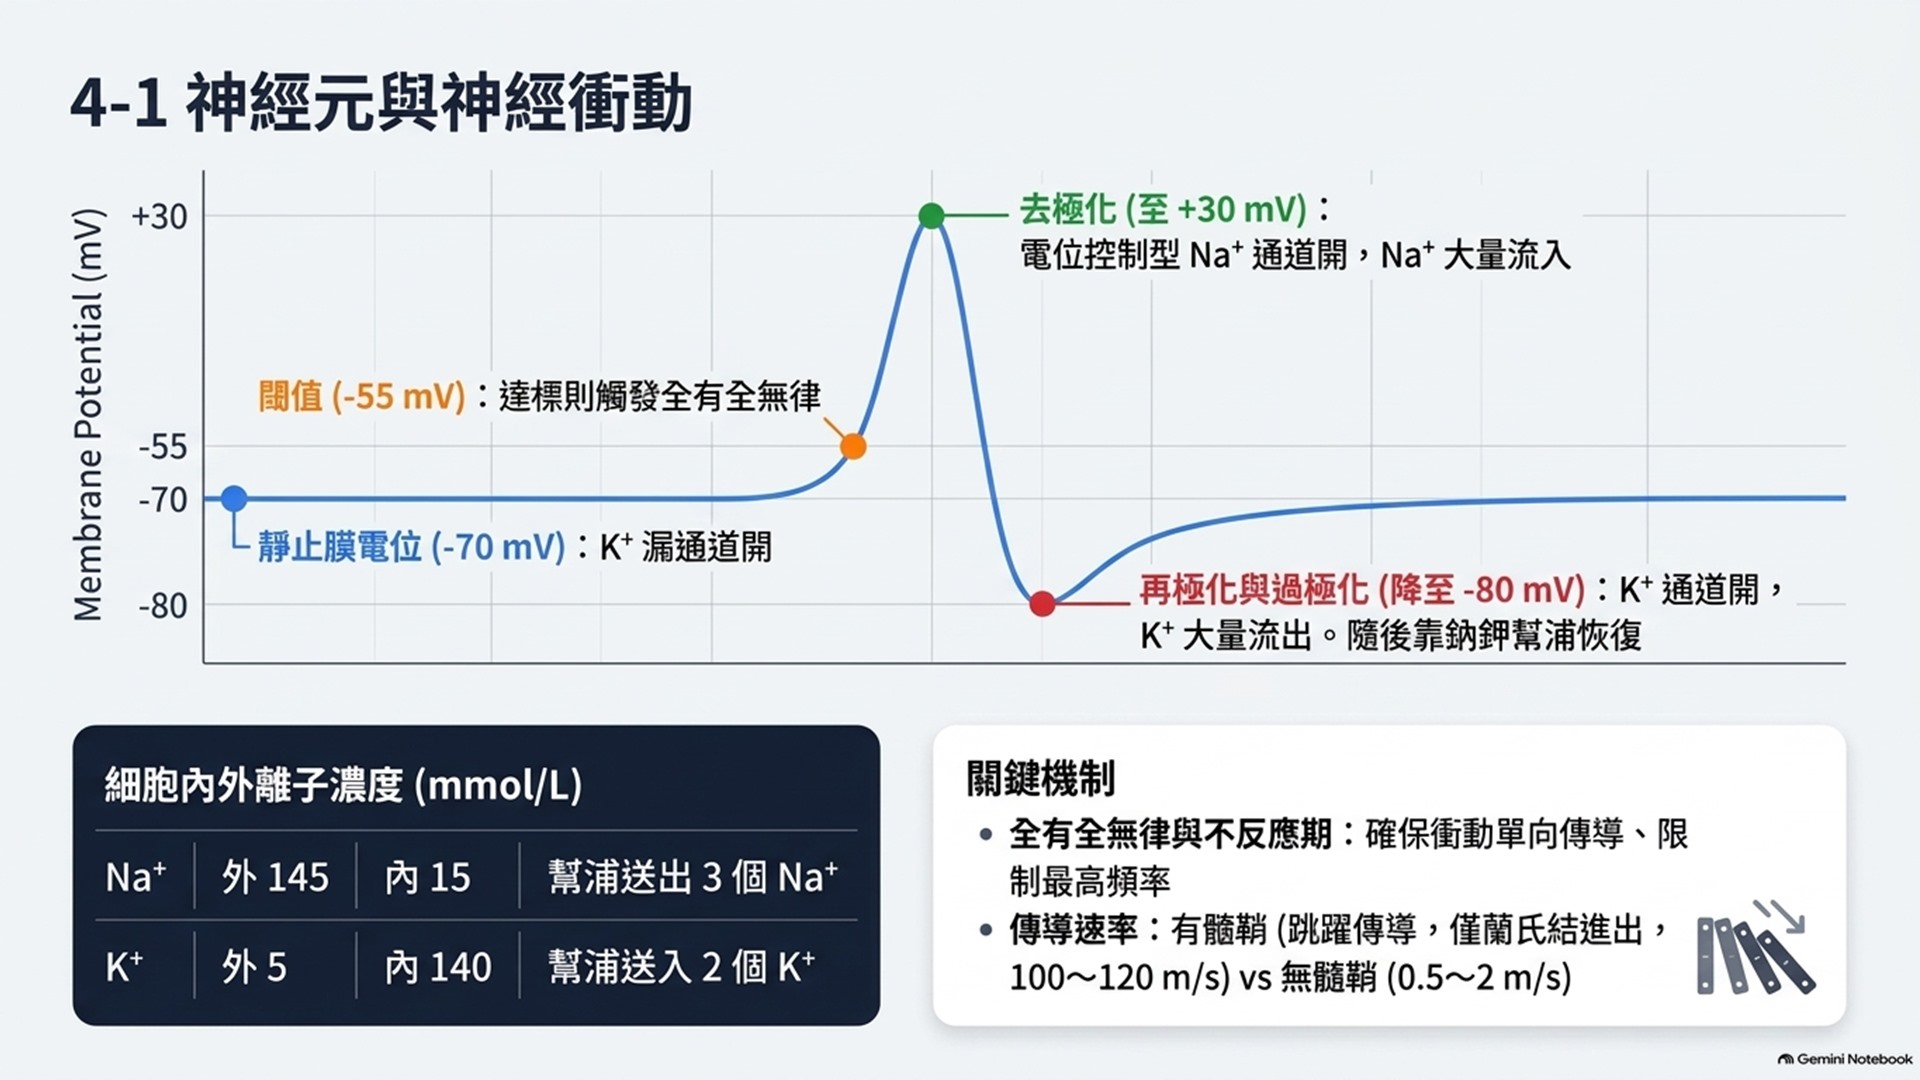 4-1 神經元與神經衝動
Membrane Potential (mV)
+30
-55
-70
-80
去極化 (至 +30 mV)：
電位控制型 Na⁺ 通道開，Na⁺ 大量流入
閾值 (-55 mV)：達標則觸發全有全無律
靜止膜電位 (-70 mV)：K⁺ 漏通道開
再極化與過極化 (降至 -80 mV)：K⁺ 通道開，
K⁺ 大量流出。隨後靠鈉鉀幫浦恢復
細胞內外離子濃度 (mmol/L)
Na⁺ 外 145 內 15 幫浦送出 3 個 Na⁺
K⁺ 外 5 內 140 幫浦送入 2 個 K⁺
關鍵機制
• 全有全無律與不反應期：確保衝動單向傳導、限
制最高頻率
• 傳導速率：有髓鞘 (跳躍傳導，僅蘭氏結進出，
100～120 m/s) vs 無髓鞘 (0.5～2 m/s)
Gemini Notebook